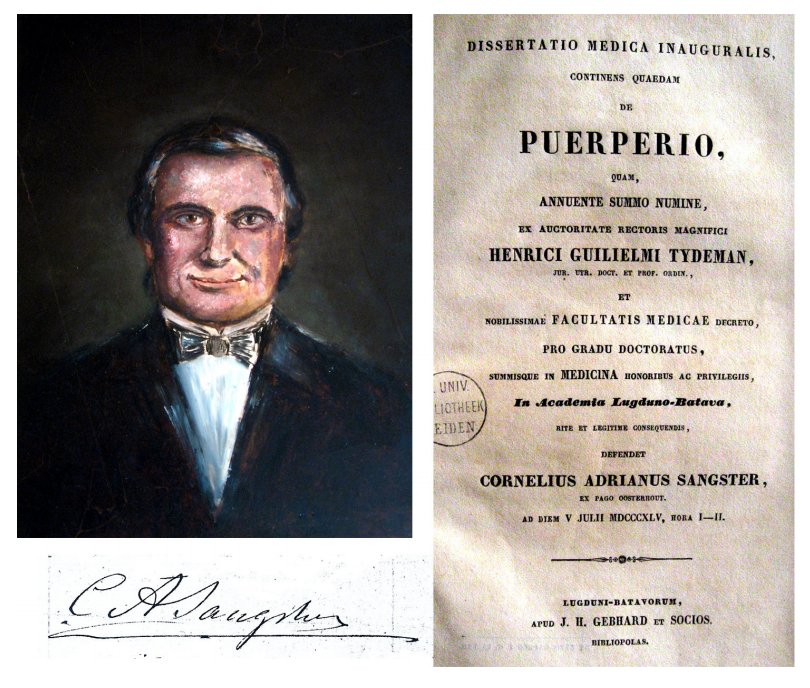 C A Sangster
DISSERTATIO MEDICA INAUGURALIS,
CONTINENS QUAEDAM
DE
PUERPERIO,
QUAM,
ANNUENTE SUMMO NUMINE,
EX AUCTORITATE RECTORIS MAGNIFICI
HENRICI GUILIELMI TYDEMAN,
JUR. UTR. DOCT. ET PROF. ORDIN.,
ET
NOBILISSIMAE FACULTATIS MEDICAE DECRETO,
PRO GRADU DOCTORATUS,
SUMMISQUE IN MEDICINA HONORIBUS AC PRIVILEGIIS,
In Academia Lugduno-Batava,
RITE ET LEGITIME CONSEQUENDIS,
DEFENDET
CORNELIUS ADRIANUS SANGSTER,
EX PAGO OOSTERHOUT.
AD DIEM V JULII MDCCCXLV, HORA I—II.
LUGDUNI-BATAVORUM,
APUD J. H. GEBHARD ET SOCIOS.
BIBLIOPOLAS.
UNIV
LIOTHEEK
EIDEN